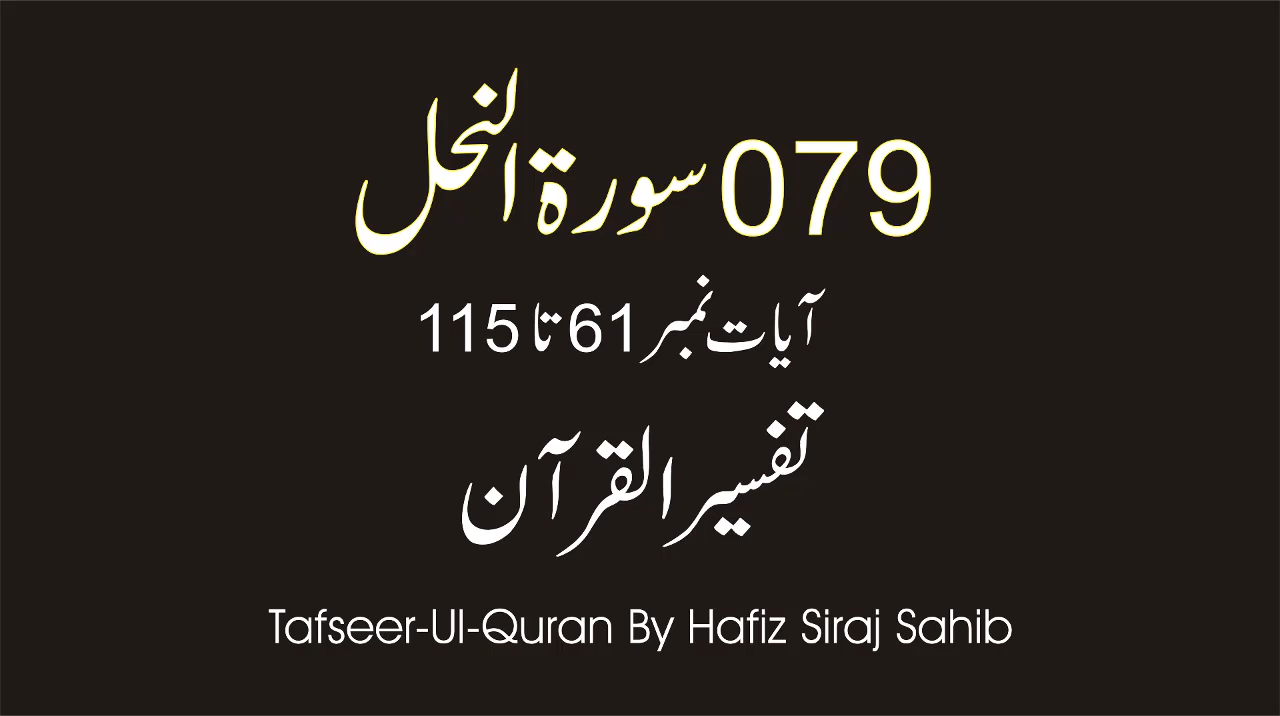 079 سورة النحل
آیات نمبر 61 تا 115
تفسیر القرآن
Tafseer-Ul-Quran By Hafiz Siraj Sahib